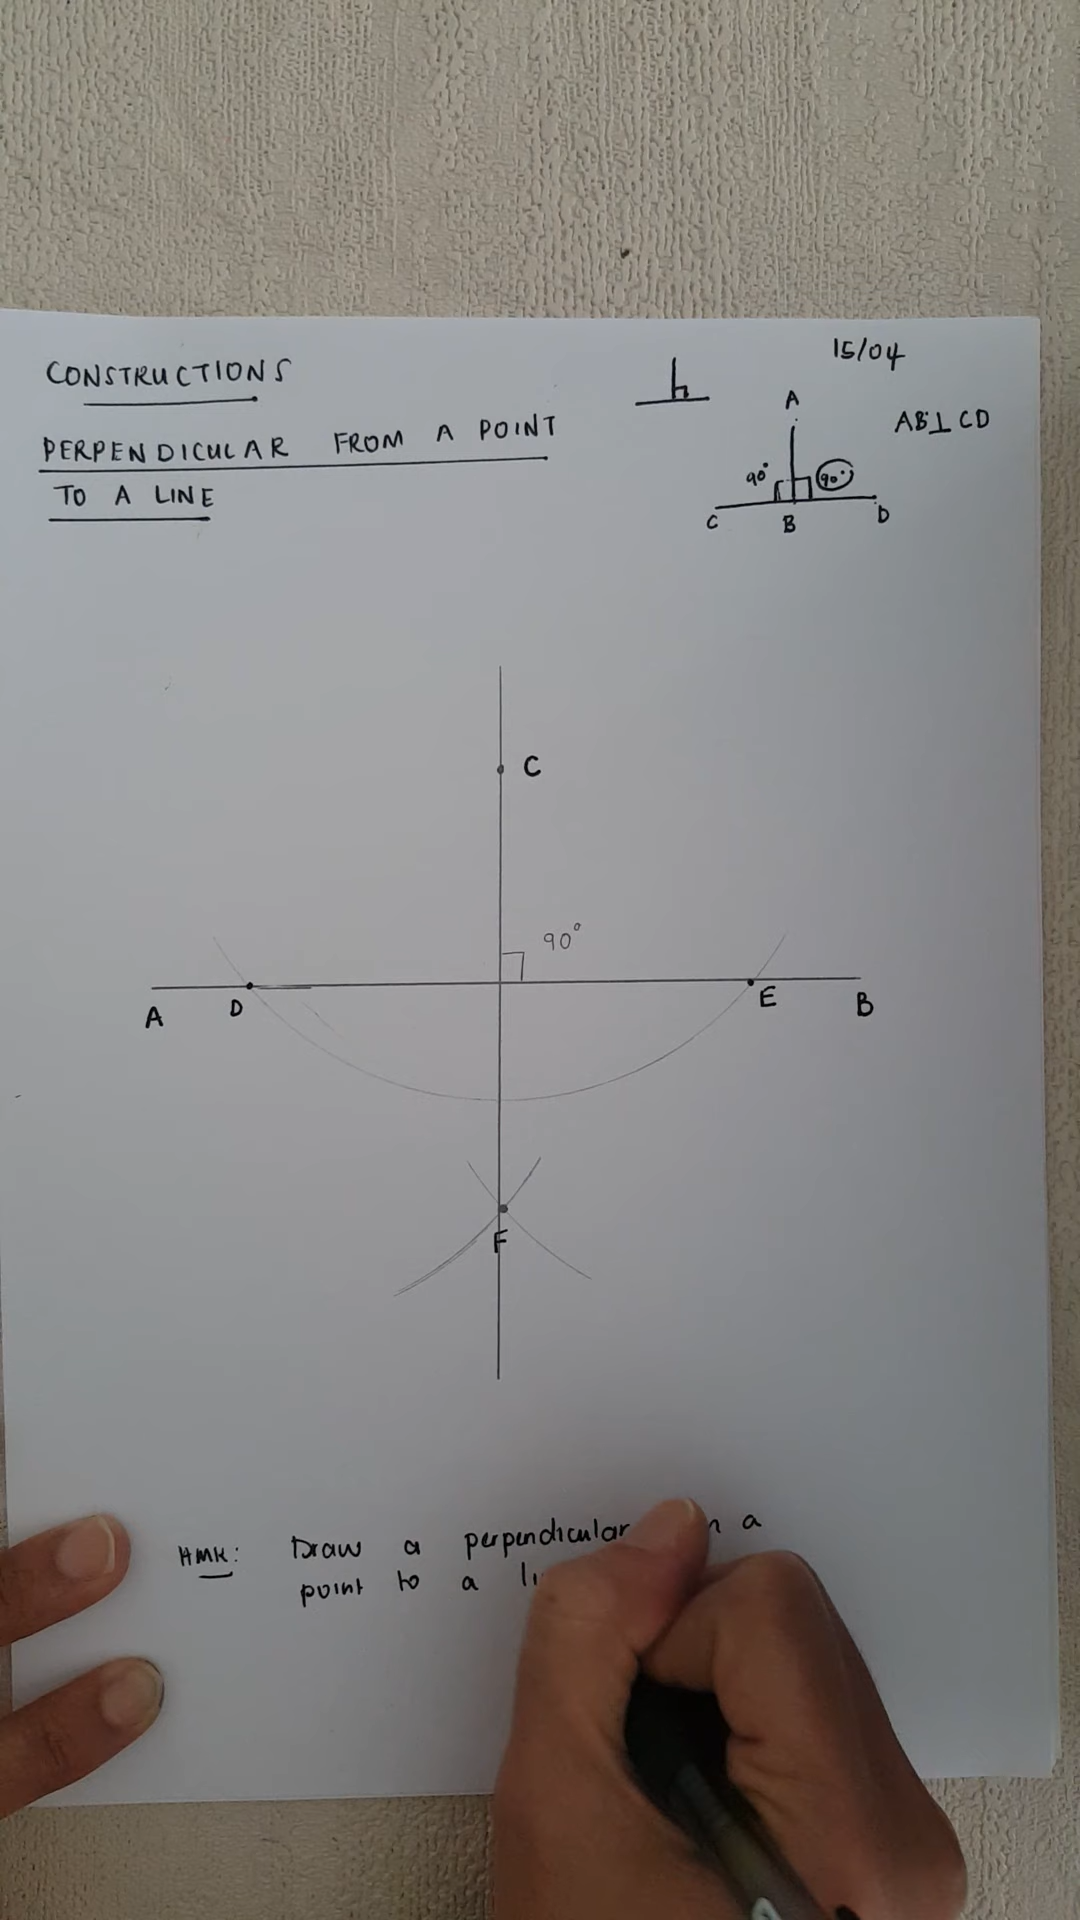 CONSTRUCTIONS
15/04
PERPENDICULAR FROM A POINT
TO A LINE
A
AB⊥CD
90°
90°
C
B
D
C
90°
A
D
E
B
F
HMK: Draw a perpendicular a
point to a